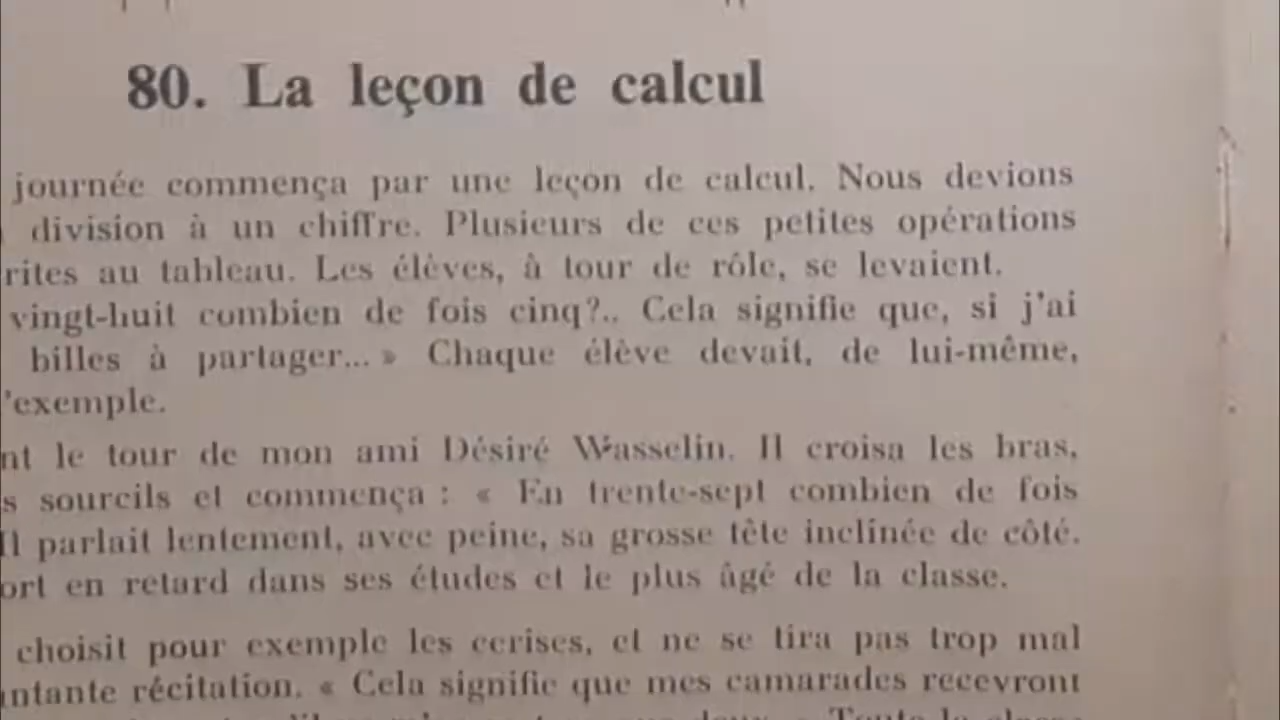 80. La leçon de calcul
journée commença par une leçon de calcul. Nous devions
division à un chiffre. Plusieurs de ces petites opérations
rites au tableau. Les élèves, à tour de rôle, se levaient.
vingt-huit combien de fois cinq?.. Cela signifie que, si j'ai
billes à partager... » Chaque élève devait, de lui-même,
'exemple.
nt le tour de mon ami Désiré Wasselin. Il croisa les bras,
s sourcils et commença : « En trente-sept combien de fois
Il parlait lentement, avec peine, sa grosse tête inclinée de côté.
ort en retard dans ses études et le plus âgé de la classe.
choisit pour exemple les cerises, et ne se tira pas trop mal
ntante récitation. « Cela signifie que mes camarades recevront